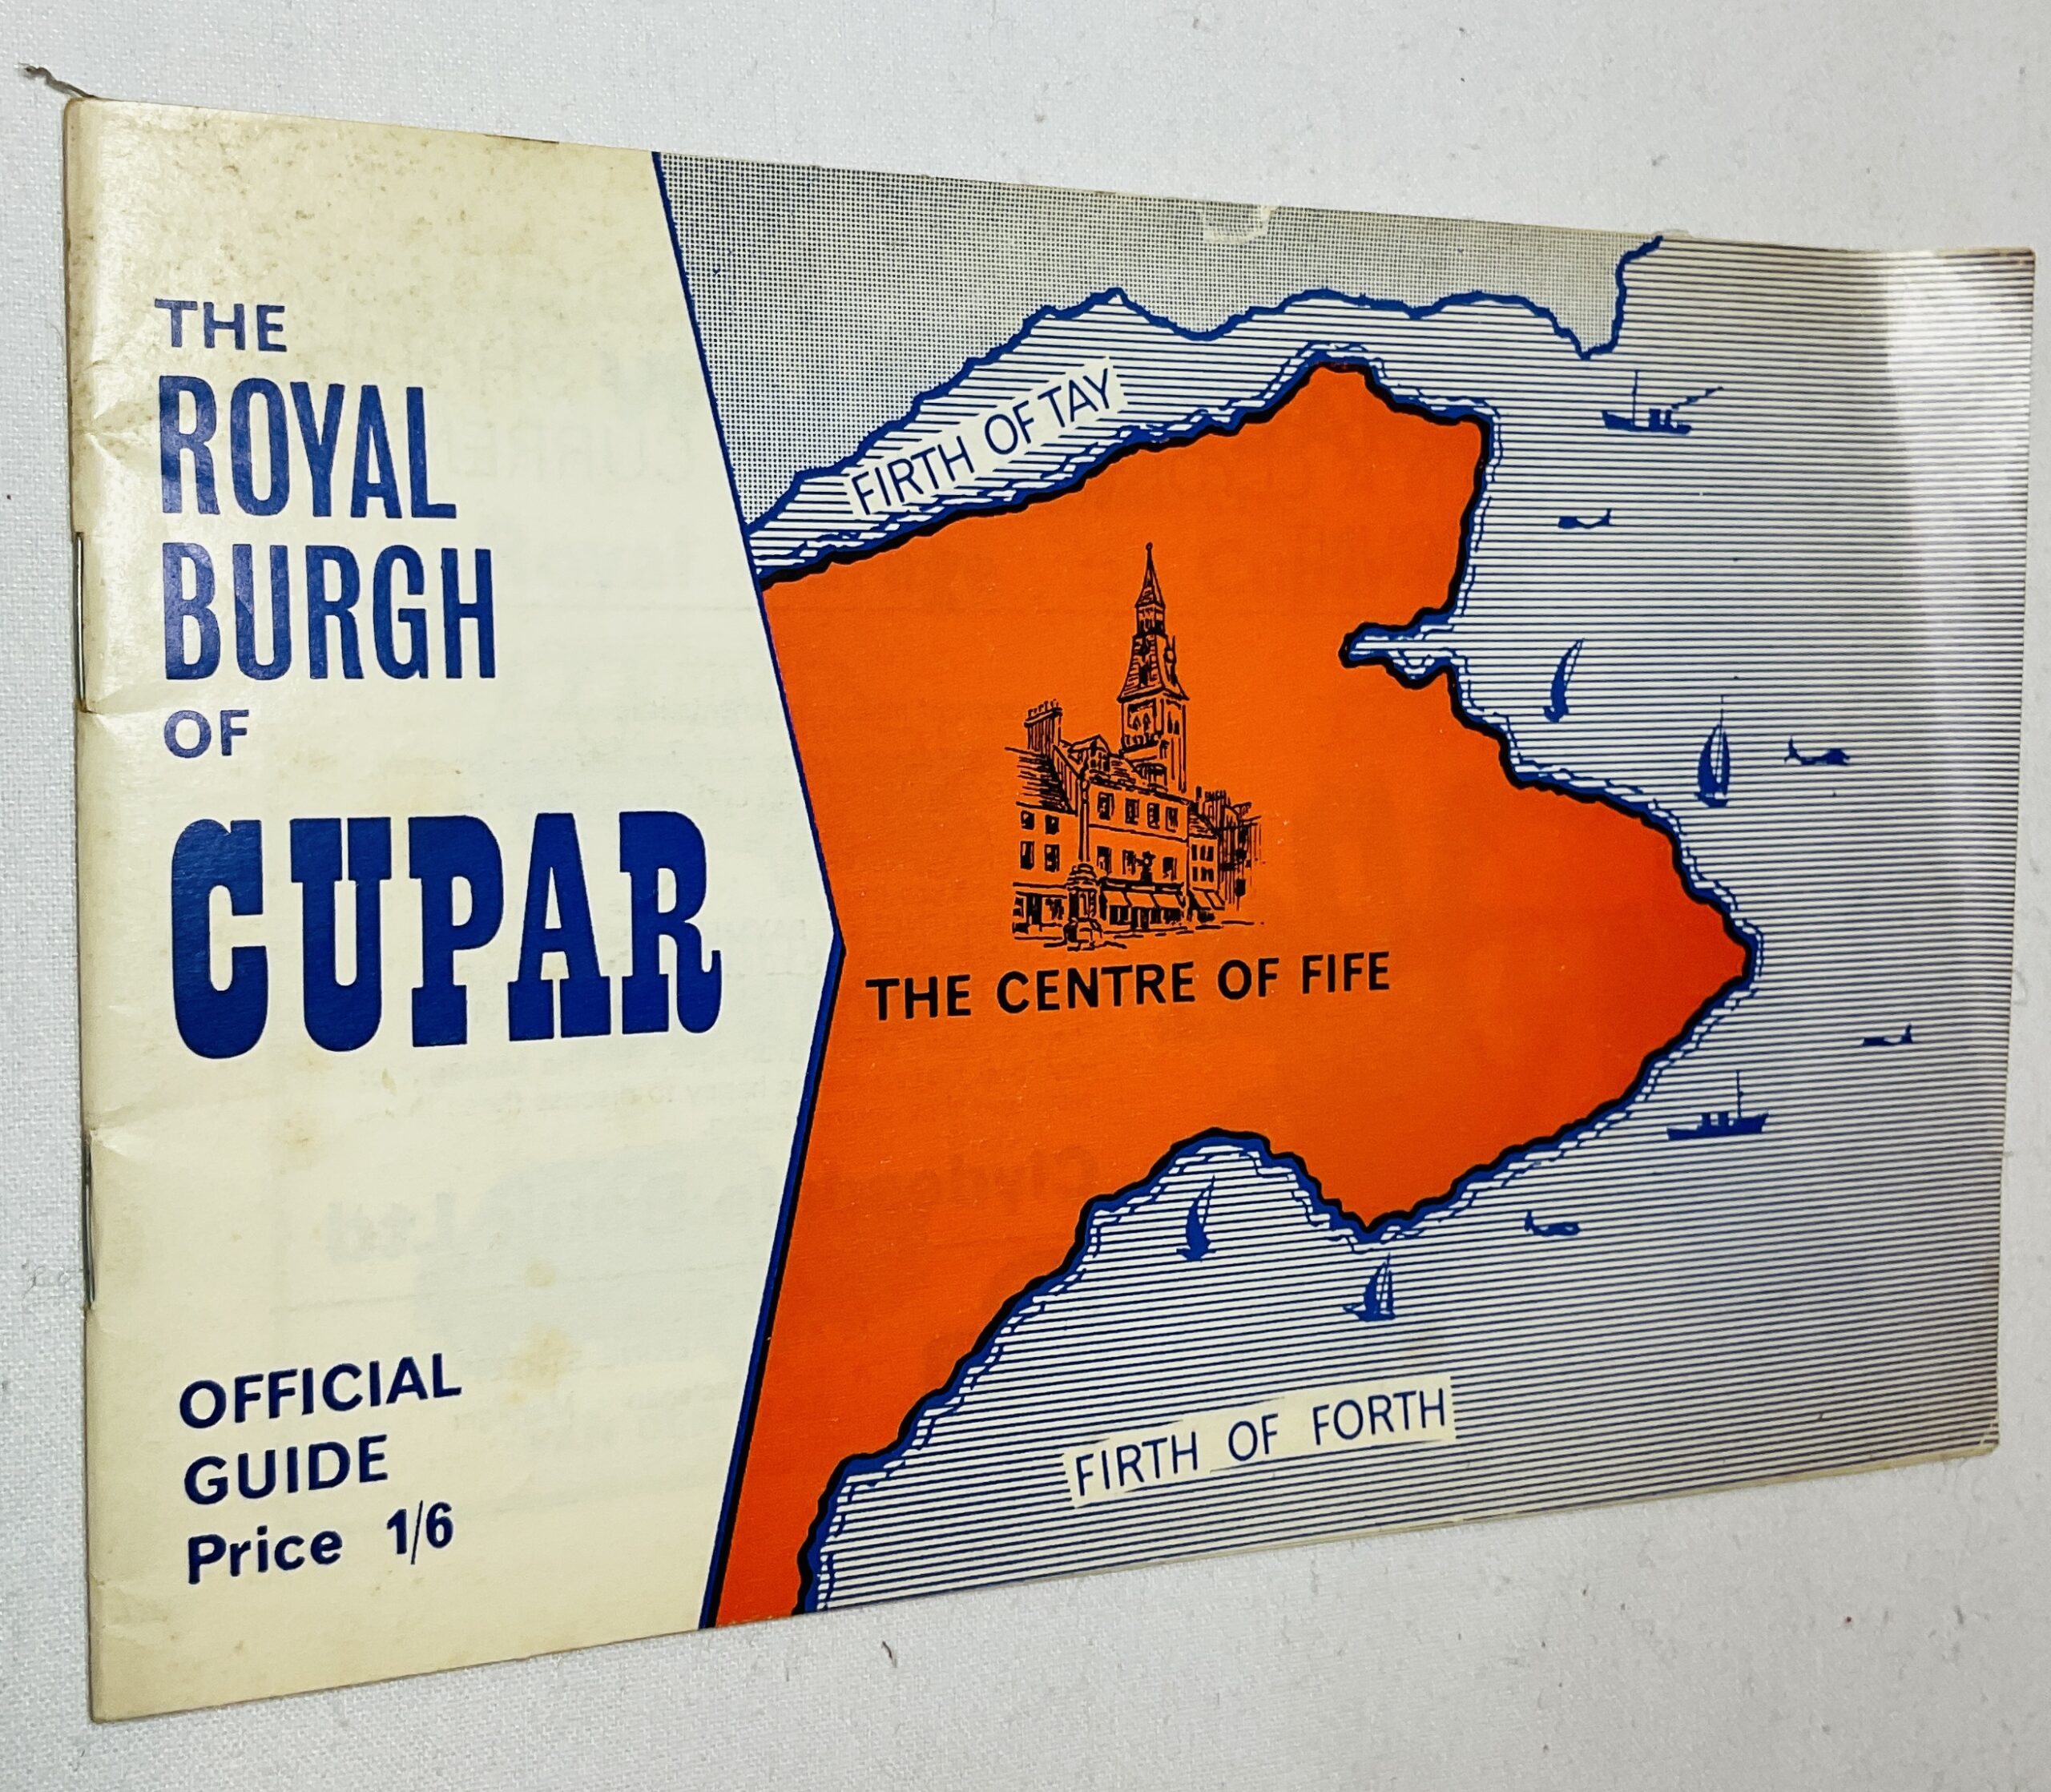 THE
ROYAL
BURGH
OF
CUPAR
OFFICIAL
GUIDE
Price 1/6
FIRTH OF TAY
THE CENTRE OF FIFE
FIRTH OF FORTH